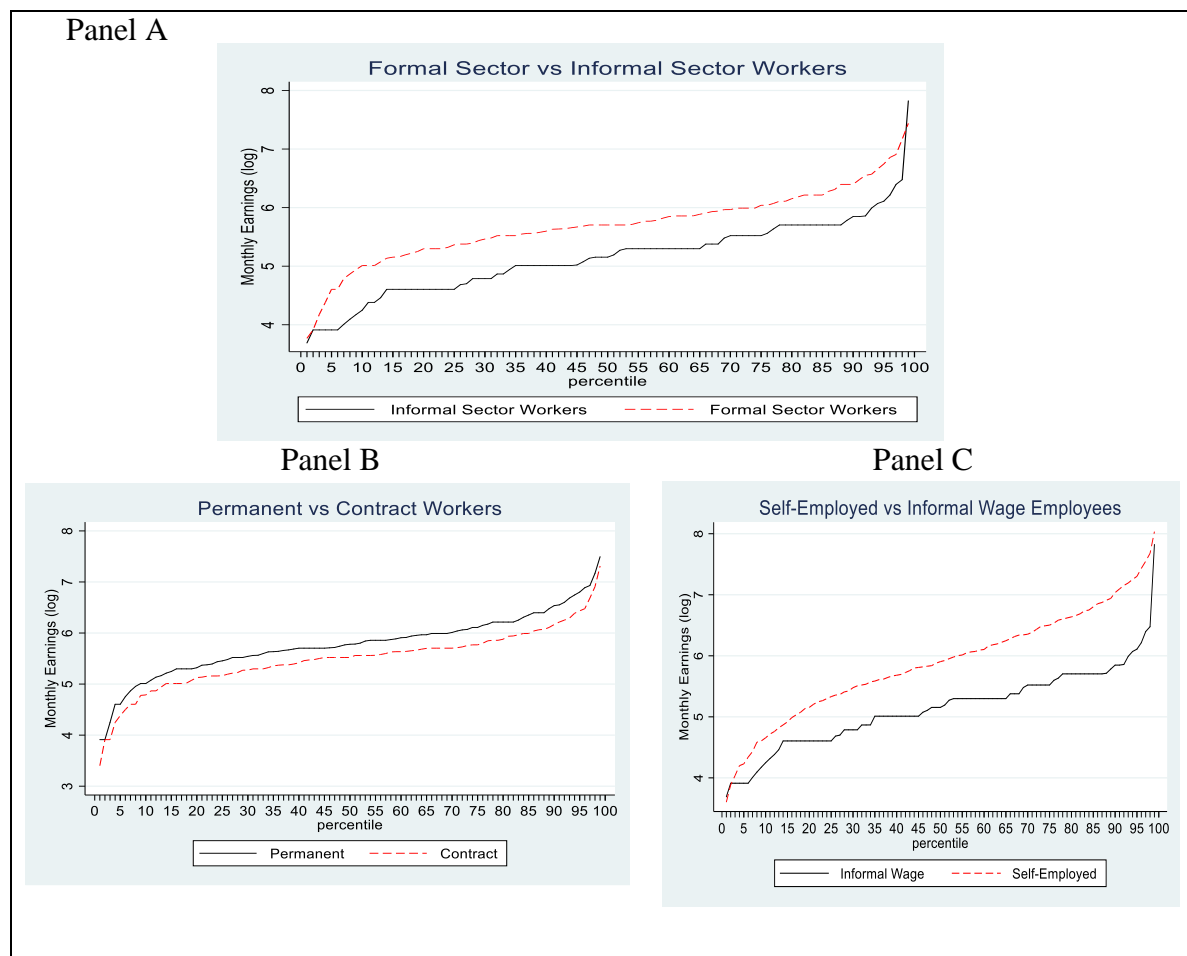 Panel A
Formal Sector vs Informal Sector Workers
Monthly Earnings (log)
8
7
6
5
4
0 5 10 15 20 25 30 35 40 45 50 55 60 65 70 75 80 85 90 95 100
percentile
Informal Sector Workers Formal Sector Workers
Panel B
Permanent vs Contract Workers
Monthly Earnings (log)
8
7
6
5
4
3
0 5 10 15 20 25 30 35 40 45 50 55 60 65 70 75 80 85 90 95 100
percentile
Permanent Contract
Panel C
Self-Employed vs Informal Wage Employees
Monthly Earnings (log)
8
7
6
5
4
0 5 10 15 20 25 30 35 40 45 50 55 60 65 70 75 80 85 90 95 100
percentile
Informal Wage Self-Employed